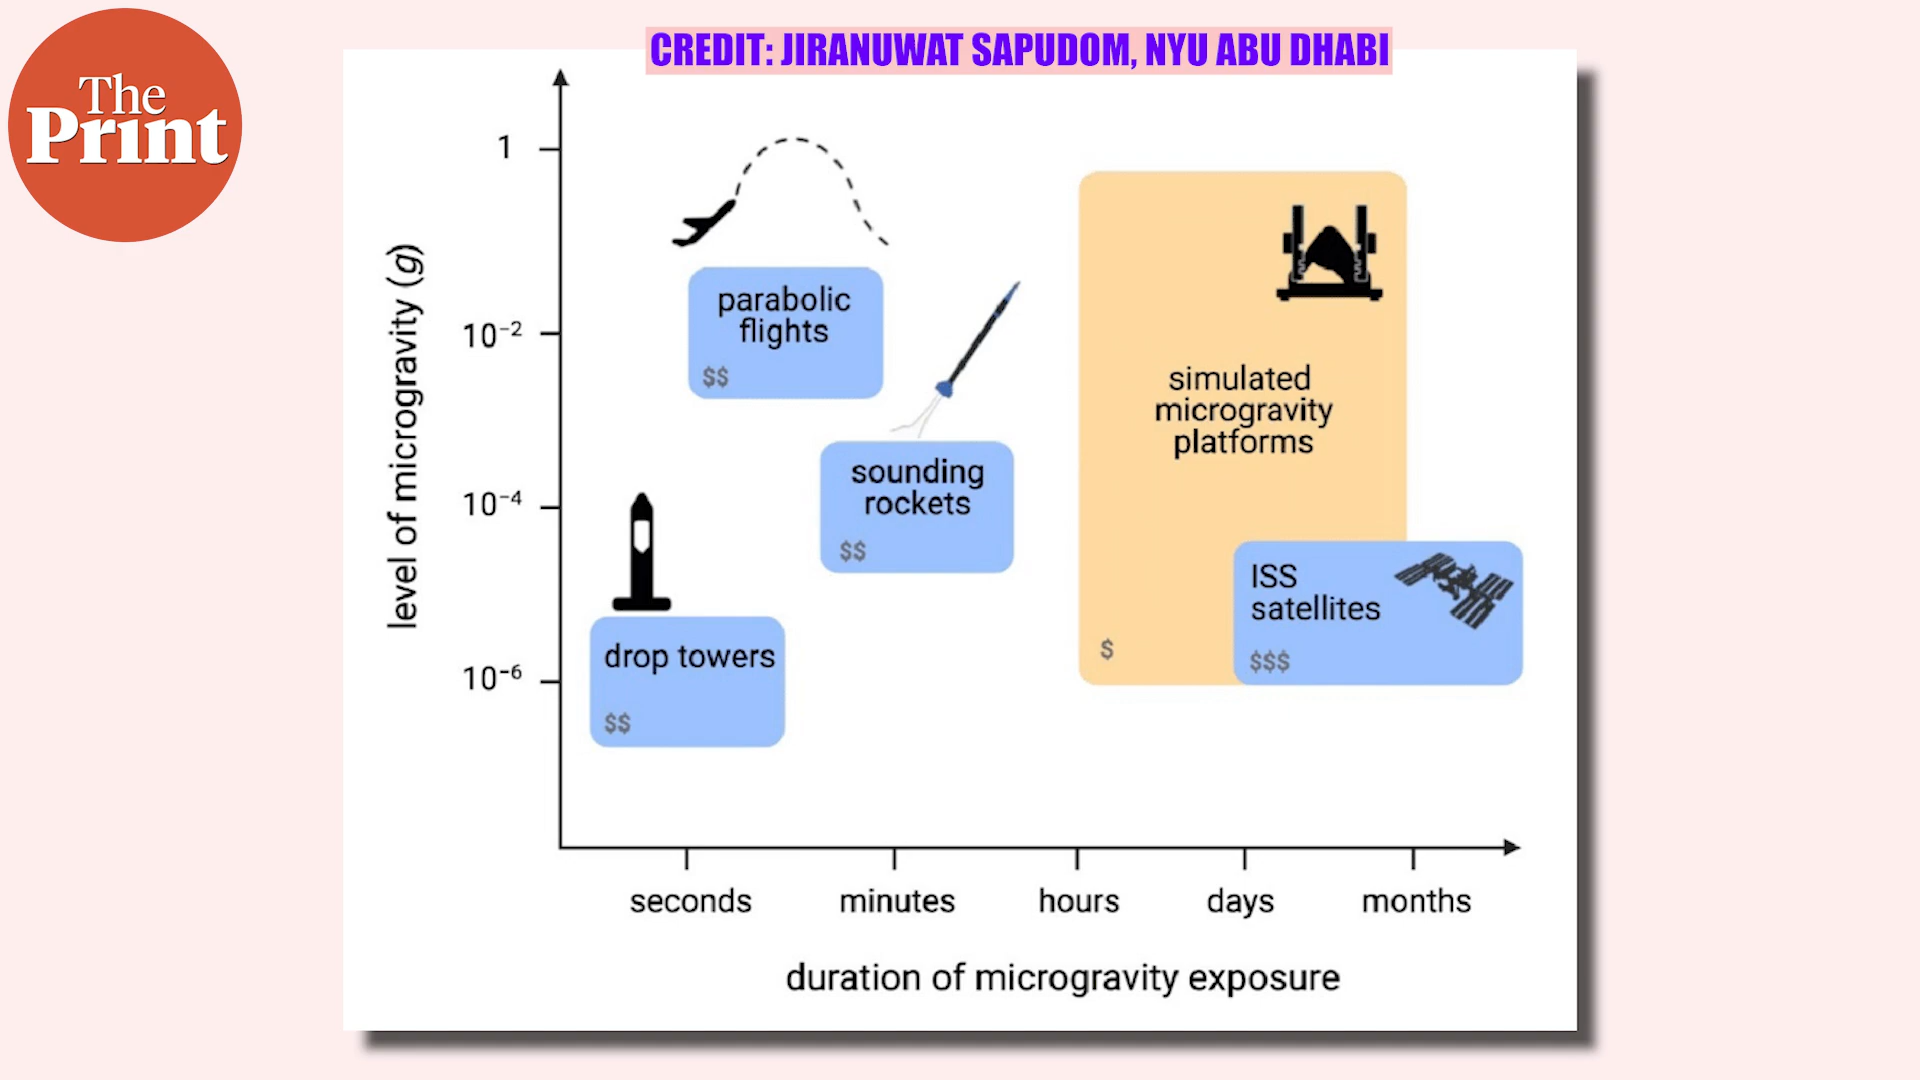 The
Print
CREDIT: JIRANUWAT SAPUDOM, NYU ABU DHABI
level of microgravity (g)
1
10⁻²
10⁻⁴
10⁻⁶
parabolic
flights
$$
sounding
rockets
$$
drop towers
$$
simulated
microgravity
platforms
$
ISS
satellites
$$$
seconds
minutes
hours
days
months
duration of microgravity exposure